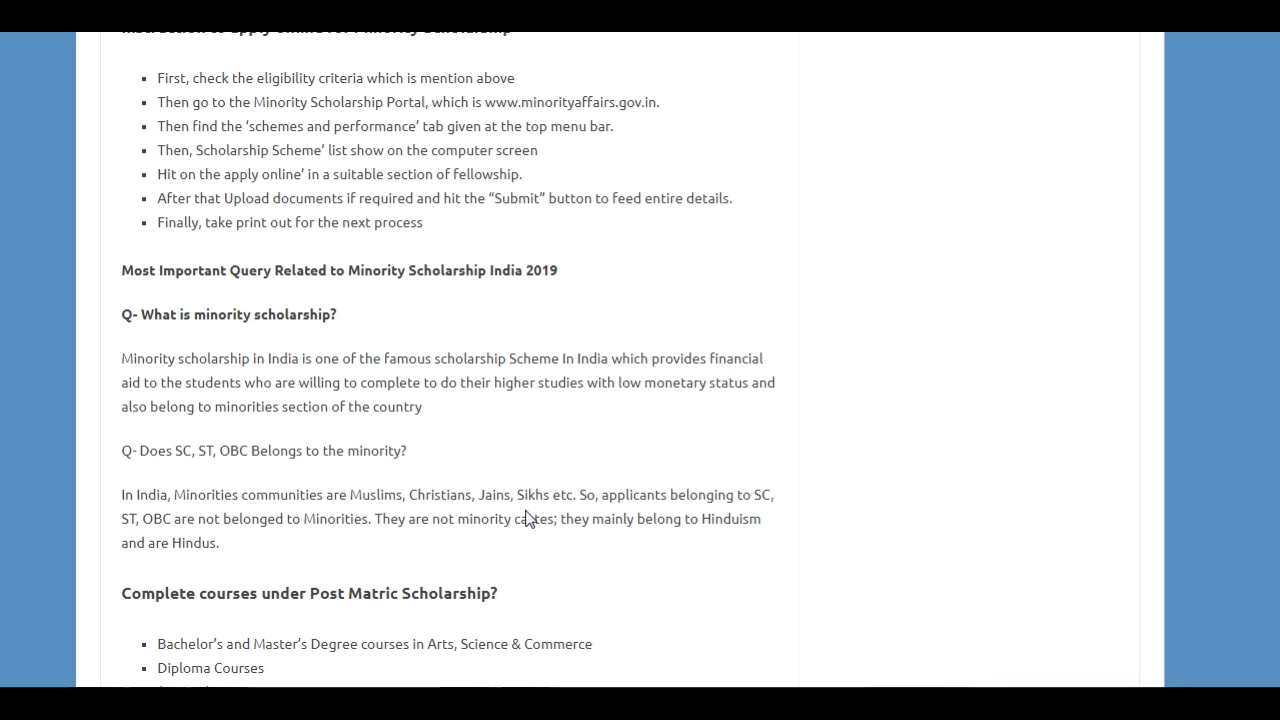 Instruction to apply online for Minority Scholarship
First, check the eligibility criteria which is mention above
Then go to the Minority Scholarship Portal, which is www.minorityaffairs.gov.in.
Then find the ‘schemes and performance’ tab given at the top menu bar.
Then, Scholarship Scheme’ list show on the computer screen
Hit on the apply online’ in a suitable section of fellowship.
After that Upload documents if required and hit the “Submit” button to feed entire details.
Finally, take print out for the next process
Most Important Query Related to Minority Scholarship India 2019
Q- What is minority scholarship?
Minority scholarship in India is one of the famous scholarship Scheme In India which provides financial
aid to the students who are willing to complete to do their higher studies with low monetary status and
also belong to minorities section of the country
Q- Does SC, ST, OBC Belongs to the minority?
In India, Minorities communities are Muslims, Christians, Jains, Sikhs etc. So, applicants belonging to SC,
ST, OBC are not belonged to Minorities. They are not minority castes; they mainly belong to Hinduism
and are Hindus.
Complete courses under Post Matric Scholarship?
Bachelor’s and Master’s Degree courses in Arts, Science & Commerce
Diploma Courses